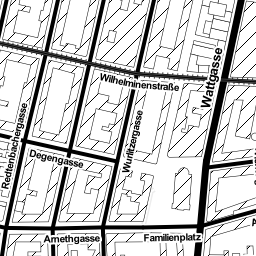 Wattgasse
Wilhelminenstraße
Redtenbachergasse
Wurlitzergasse
Degengasse
Arnethgasse
Familienplatz